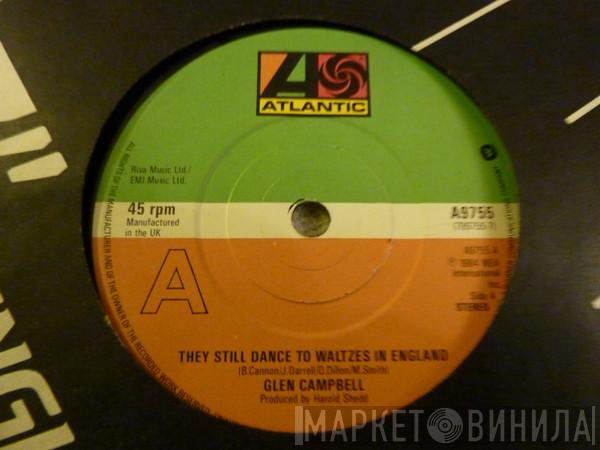 ATLANTIC
Riva Music Ltd./
EMI Music Ltd.
45 rpm
Manufactured
in the UK
A
A9755
(789755-7)
A9755 A
℗ 1984 WEA
International
Inc.
Side A
STEREO
THEY STILL DANCE TO WALTZES IN ENGLAND
(B.Cannon/J.Darrell/D.Dillon/M.Smith)
GLEN CAMPBELL
Produced by Harold Shedd
ALL RIGHTS OF THE MANUFACTURER AND OF THE OWNER OF THE RECORDED WORK RESERVED
МАРКЕТ ВИНИЛА